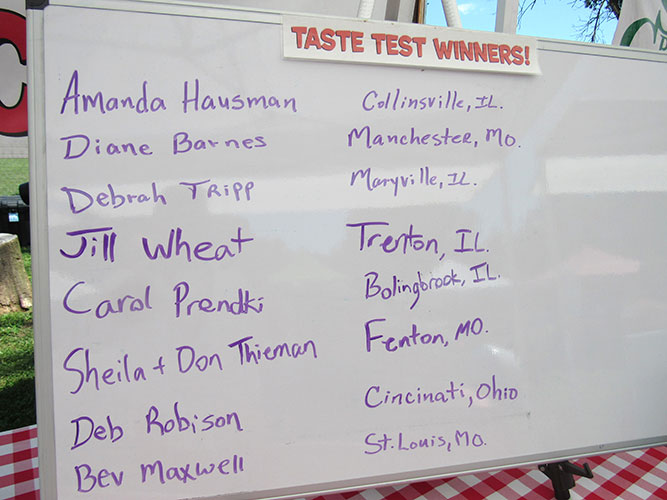 TASTE TEST WINNERS!
Amanda Hausman Collinsville, IL.
Diane Barnes Manchester, Mo.
Debrah Tripp Maryville, IL.
Jill Wheat Trenton, IL.
Carol Prendki Bolingbrook, IL.
Sheila + Don Thieman Fenton, MO.
Deb Robison Cincinati, Ohio
Bev Maxwell St. Louis, Mo.